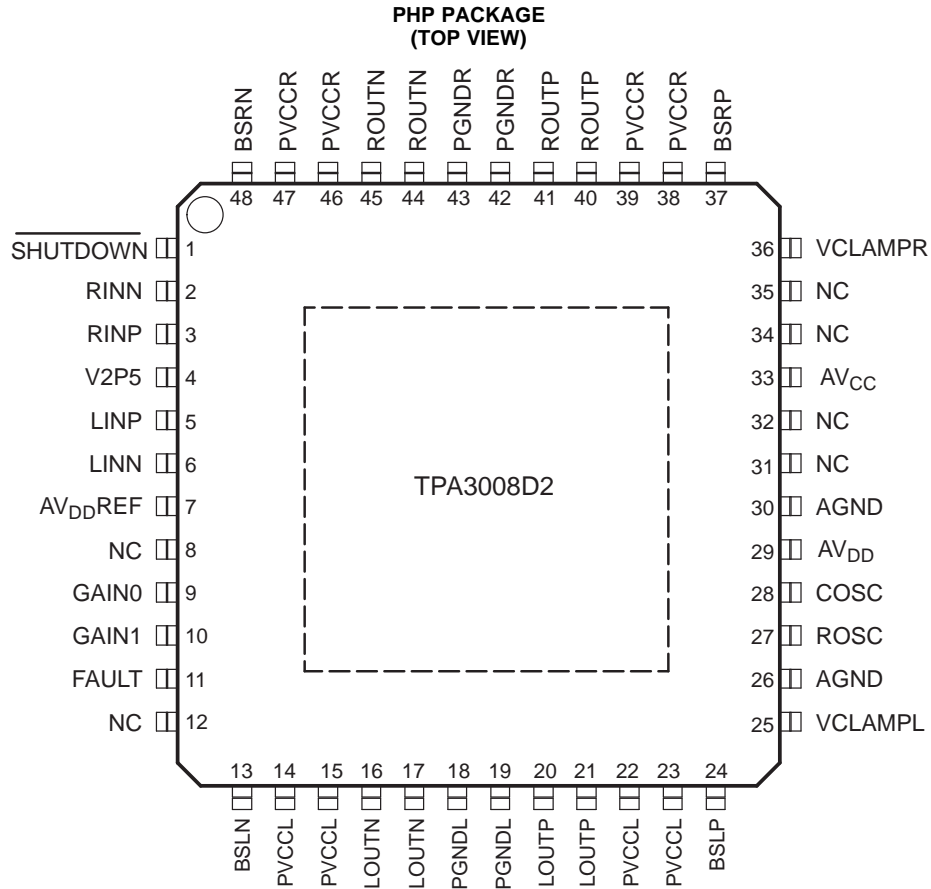 PHP PACKAGE
(TOP VIEW)
BSRN
PVCCR
PVCCR
ROUTN
ROUTN
PGNDR
PGNDR
ROUTP
ROUTP
PVCCR
PVCCR
BSRP
48 47 46 45 44 43 42 41 40 39 38 37
SHUTDOWN 1
RINN 2
RINP 3
V2P5 4
LINP 5
LINN 6
AVDDREF 7
NC 8
GAIN0 9
GAIN1 10
FAULT 11
NC 12
TPA3008D2
36 VCLAMPR
35 NC
34 NC
33 AVCC
32 NC
31 NC
30 AGND
29 AVDD
28 COSC
27 ROSC
26 AGND
25 VCLAMPL
13 14 15 16 17 18 19 20 21 22 23 24
BSLN
PVCCL
PVCCL
LOUTN
LOUTN
PGNDL
PGNDL
LOUTP
LOUTP
PVCCL
PVCCL
BSLP